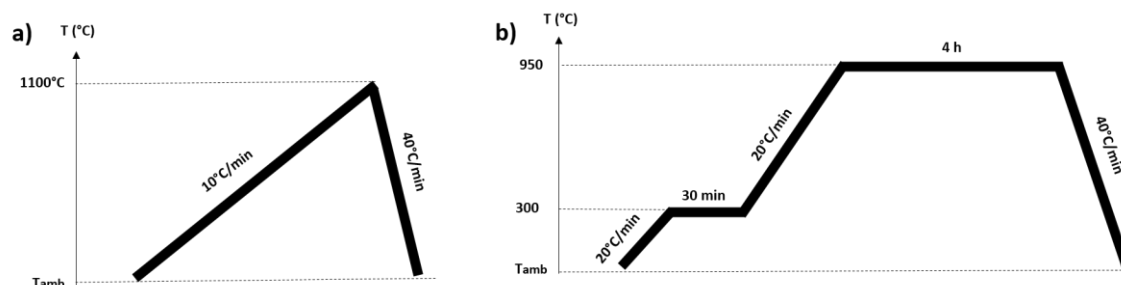 a)
T (°C)
1100°C
10°C/min
40°C/min
Tamb
b)
T (°C)
950
4 h
20°C/min
40°C/min
30 min
300
20°C/min
Tamb